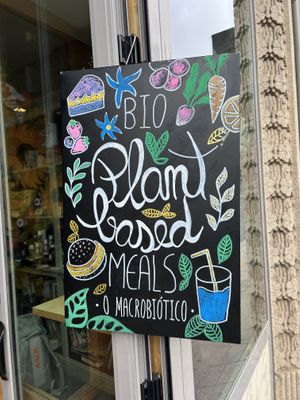 BIO
Plant
based
MEALS
• O MACROBIÓTICO •